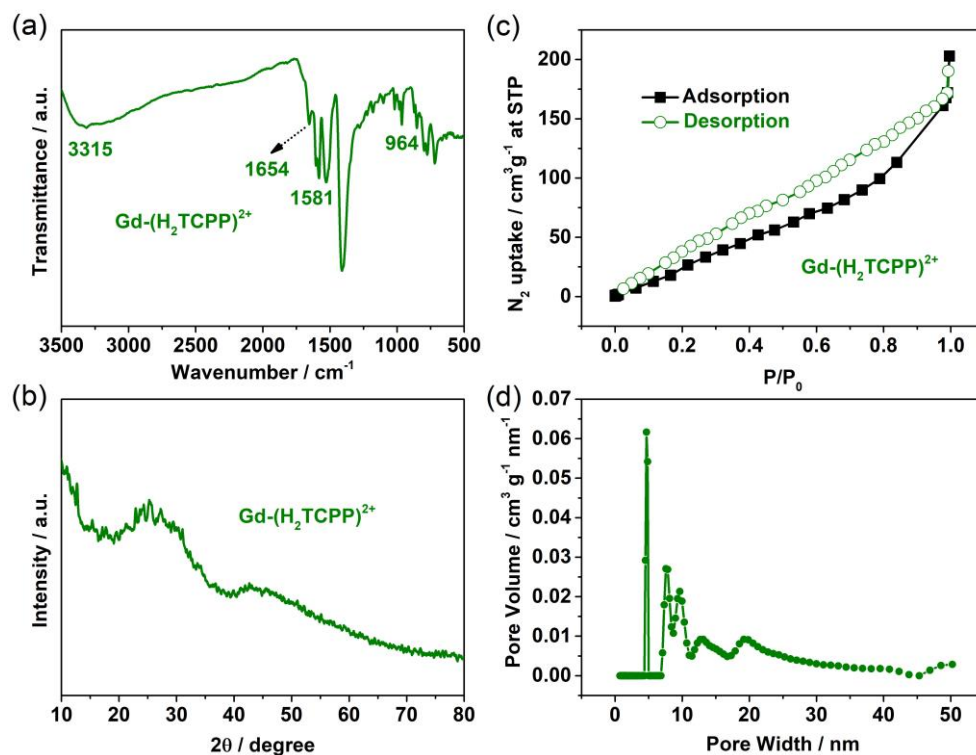 (a)
Transmittance / a.u.
3315
1654
1581
964
Gd-(H₂TCPP)²⁺
3500 3000 2500 2000 1500 1000 500
Wavenumber / cm⁻¹
(b)
Intensity / a.u.
Gd-(H₂TCPP)²⁺
10 20 30 40 50 60 70 80
2θ / degree
(c)
N₂ uptake / cm³g⁻¹ at STP
200
150
100
50
0
Adsorption
Desorption
Gd-(H₂TCPP)²⁺
0.0 0.2 0.4 0.6 0.8 1.0
P/P₀
(d)
Pore Volume / cm³ g⁻¹ nm⁻¹
0.07
0.06
0.05
0.04
0.03
0.02
0.01
0.00
0 10 20 30 40 50
Pore Width / nm